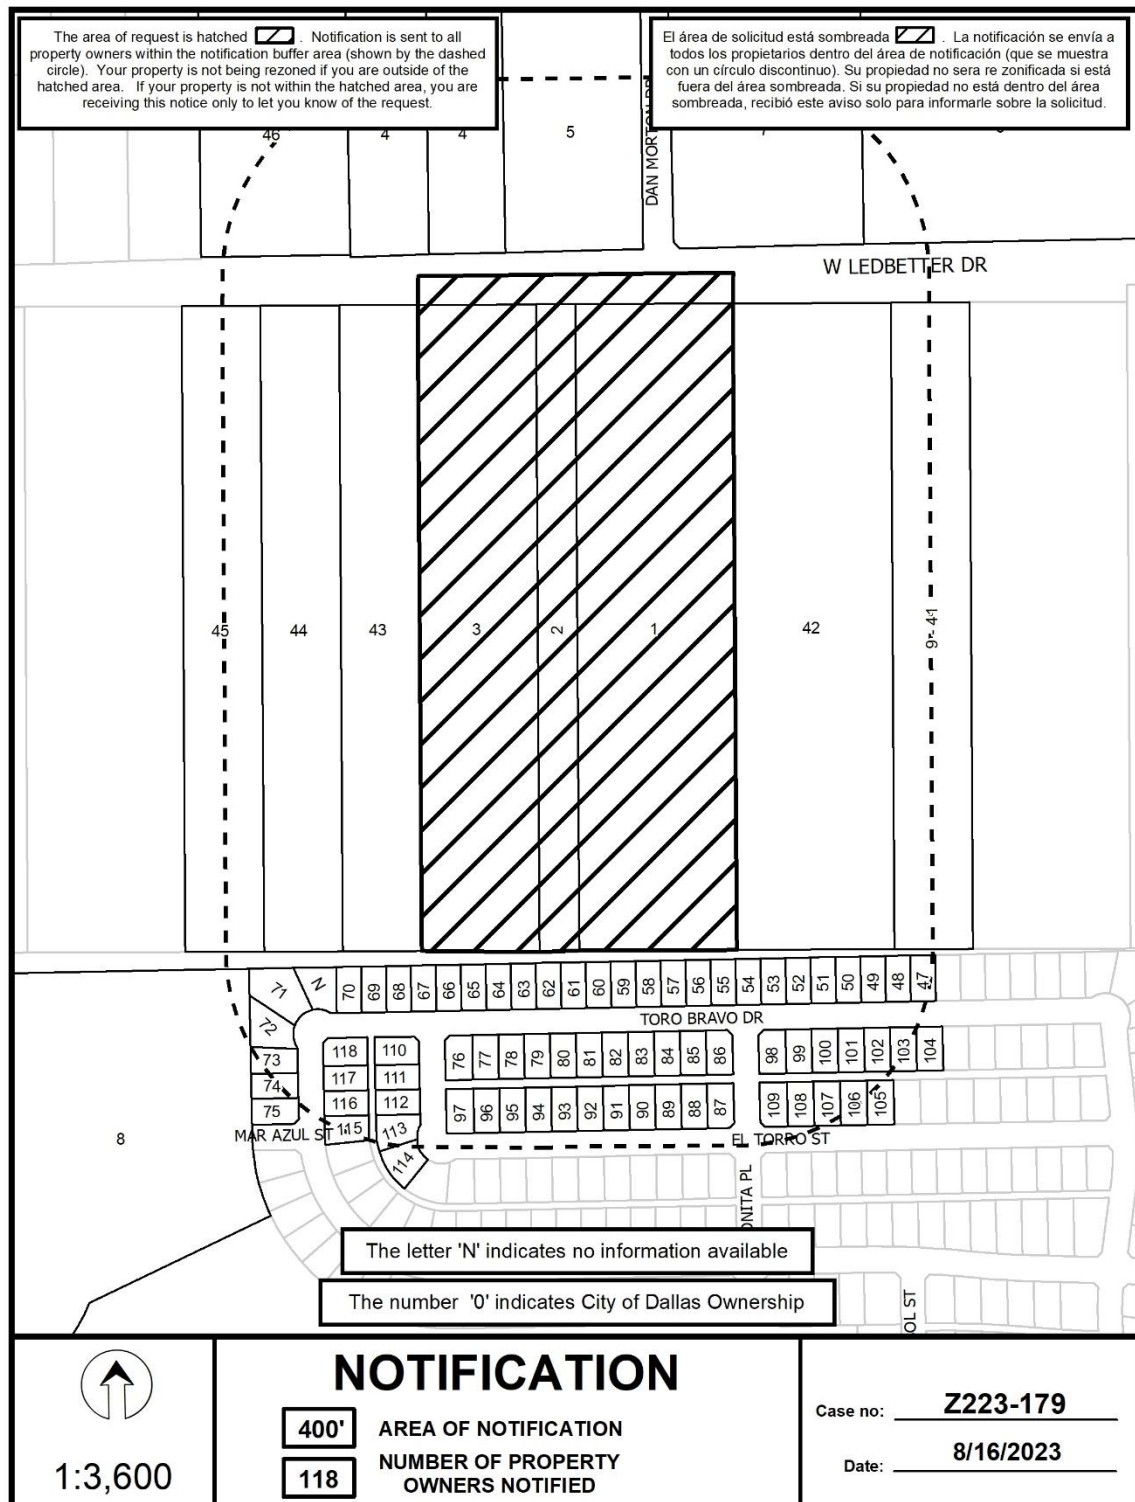 The area of request is hatched . Notification is sent to all
property owners within the notification buffer area (shown by the dashed
circle). Your property is not being rezoned if you are outside of the
hatched area. If your property is not within the hatched area, you are
receiving this notice only to let you know of the request.
El área de solicitud está sombreada . La notificación se envía a
todos los propietarios dentro del área de notificación (que se muestra
con un círculo discontinuo). Su propiedad no sera re zonificada si está
fuera del área sombreada. Si su propiedad no está dentro del área
sombreada, recibió este aviso solo para informarle sobre la solicitud.
46 4 4 5
DAN MORTON DR
W LEDBETTER DR
45 44 43 3 2 1 42 9 - 41
71 N 70 69 68 67 66 65 64 63 62 61 60 59 58 57 56 55 54 53 52 51 50 49 48 47
72
TORO BRAVO DR
73 118 110 76 77 78 79 80 81 82 83 84 85 86 98 99 100 101 102 103 104
74 117 111
75 116 112 97 96 95 94 93 92 91 90 89 88 87 109 108 107 106 105
8 MAR AZUL ST 115 113 EL TORRO ST
114
ONITA PL
The letter 'N' indicates no information available
The number '0' indicates City of Dallas Ownership
OL ST
1:3,600
NOTIFICATION
400' AREA OF NOTIFICATION
118 NUMBER OF PROPERTY
OWNERS NOTIFIED
Case no: Z223-179
Date: 8/16/2023